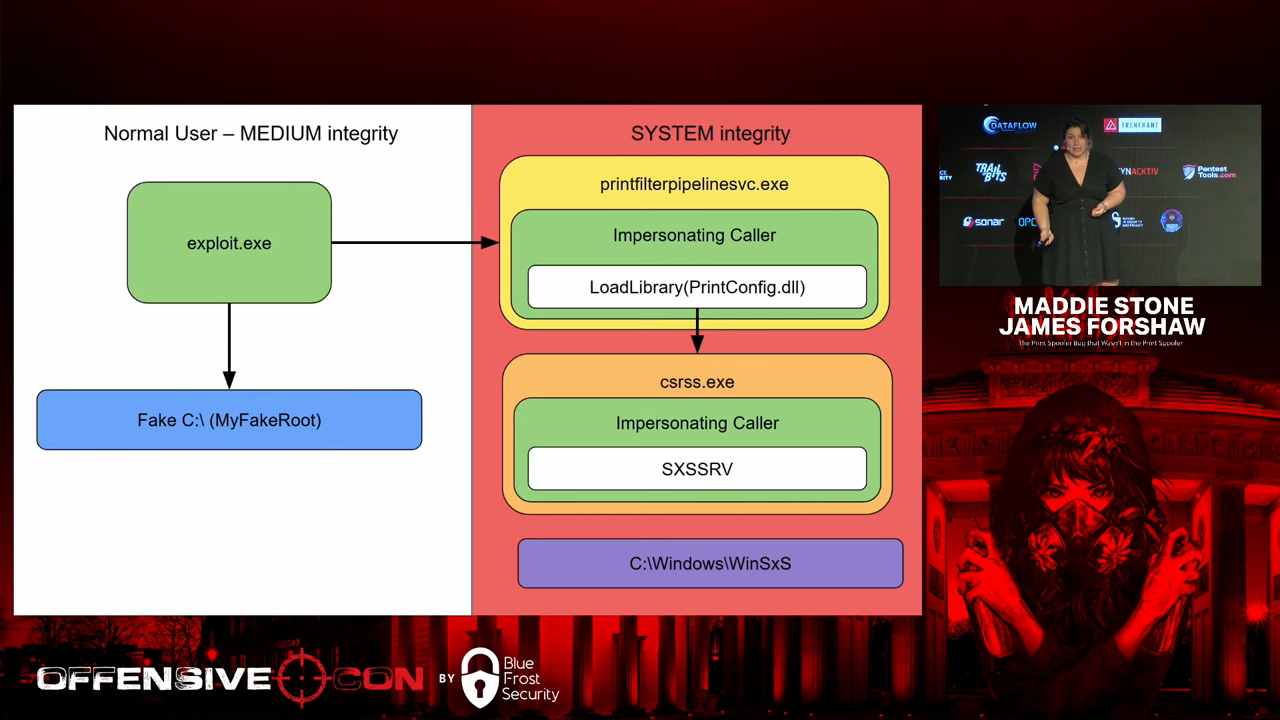 Normal User – MEDIUM integrity
exploit.exe
Fake C:\ (MyFakeRoot)
SYSTEM integrity
printfilterpipelinesvc.exe
Impersonating Caller
LoadLibrary(PrintConfig.dll)
csrss.exe
Impersonating Caller
SXSSRV
C:\Windows\WinSxS
DATAFLOW
TRENCHANT
TRAIL
BITS
SYNACKTIV
Pentest
Tools.com
sonar
MADDIE STONE
JAMES FORSHAW
The Print Spooler Bug that Wasn't in the Print Spooler
OFFENSIVE CON
BY
Blue
Frost
Security